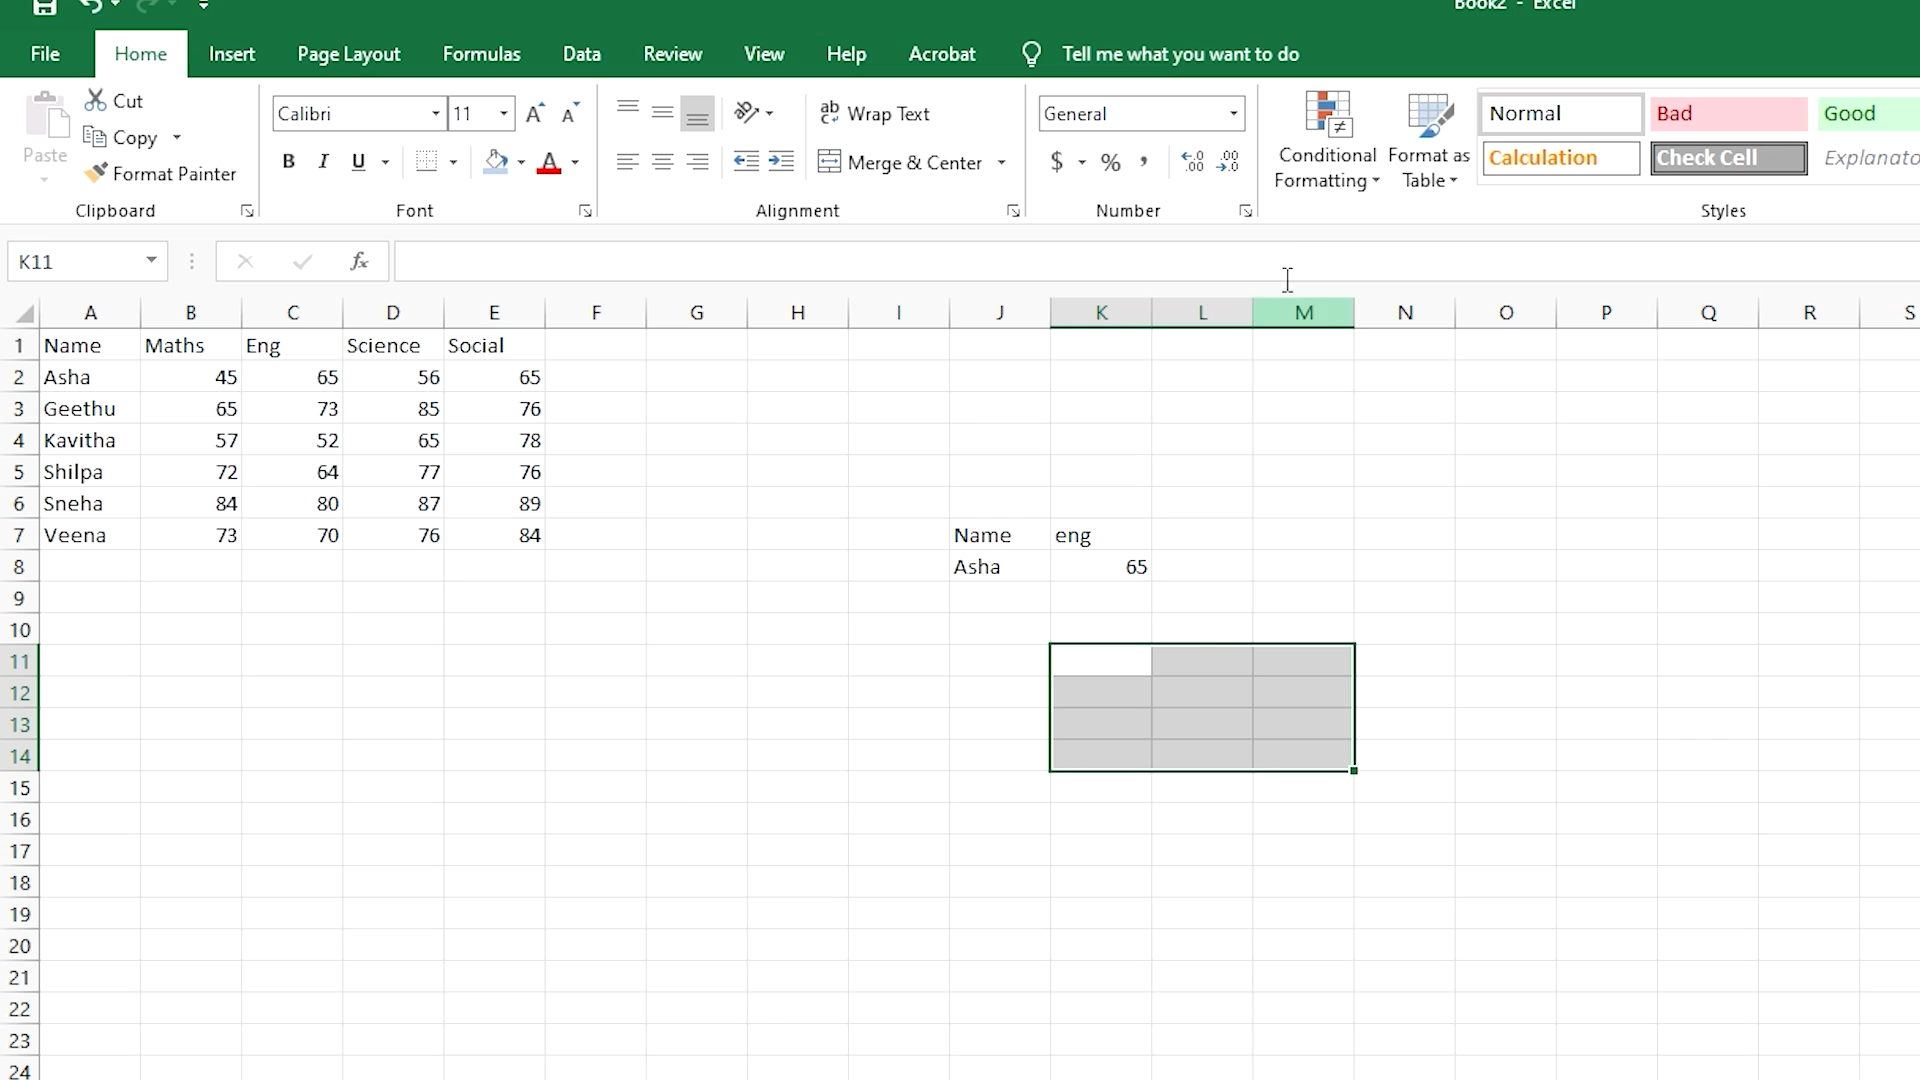 Book2 - Excel
File Home Insert Page Layout Formulas Data Review View Help Acrobat Tell me what you want to do
Paste
Cut
Copy
Format Painter
Clipboard
Calibri 11 A A
B I U A
Font
ab Wrap Text
Merge & Center
Alignment
General
$ % , .00 .00
Number
Conditional Formatting
Format as Table
Normal Bad Good
Calculation Check Cell Explanato
Styles
K11 fx
A B C D E F G H I J K L M N O P Q R S
1 Name Maths Eng Science Social
2 Asha 45 65 56 65
3 Geethu 65 73 85 76
4 Kavitha 57 52 65 78
5 Shilpa 72 64 77 76
6 Sneha 84 80 87 89
7 Veena 73 70 76 84 Name eng
8 Asha 65
9
10
11
12
13
14
15
16
17
18
19
20
21
22
23
24